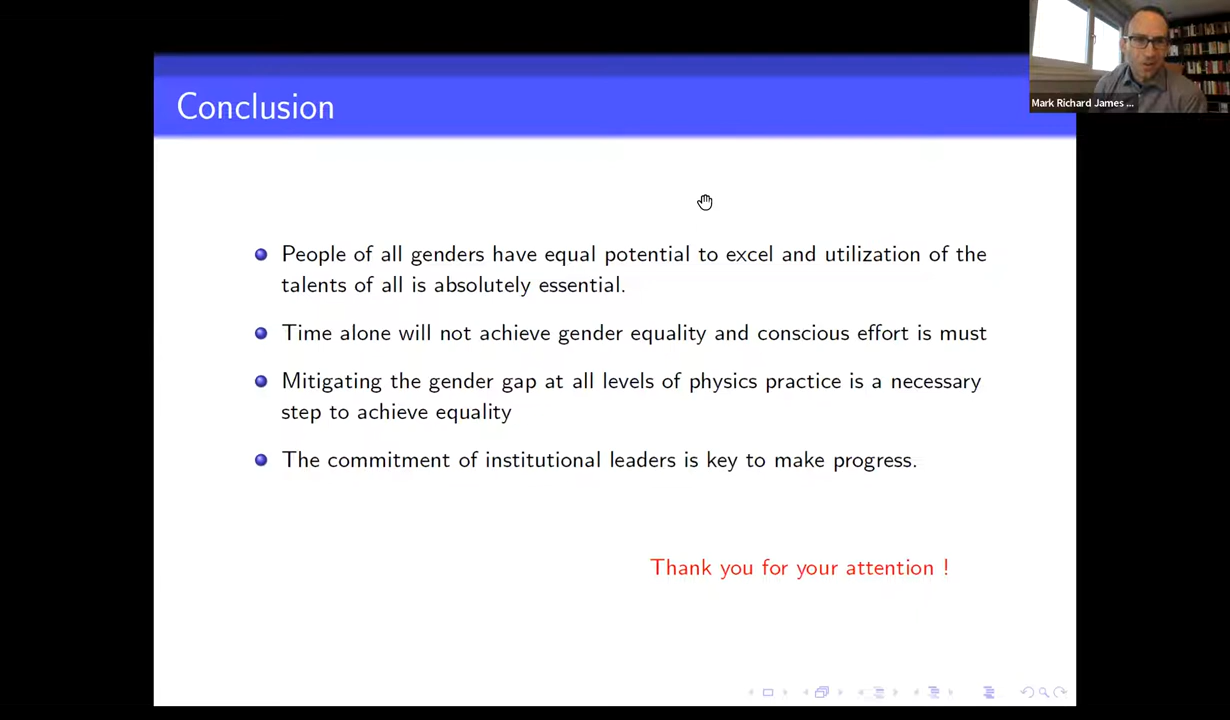 Conclusion
Mark Richard James ...
People of all genders have equal potential to excel and utilization of the
talents of all is absolutely essential.
Time alone will not achieve gender equality and conscious effort is must
Mitigating the gender gap at all levels of physics practice is a necessary
step to achieve equality
The commitment of institutional leaders is key to make progress.
Thank you for your attention !